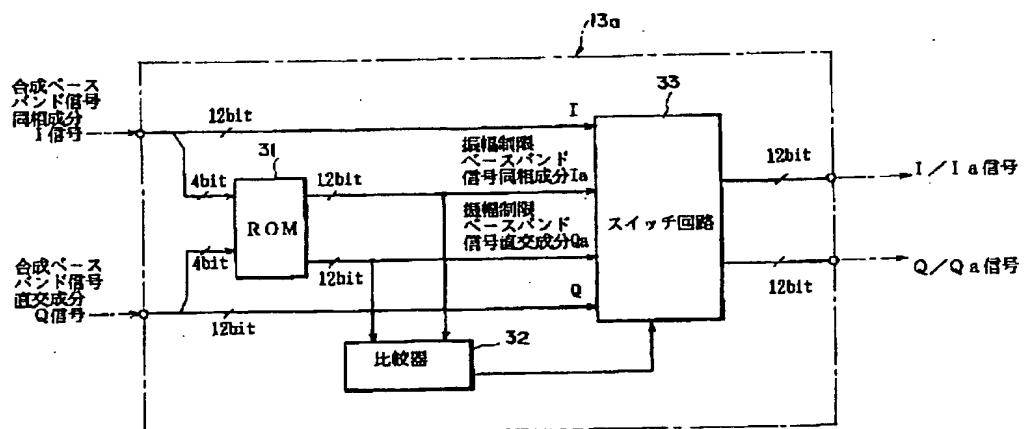 13a
合成ベース
バンド信号
同相成分
I信号
12bit
I
33
31
4bit
12bit
振幅制限
ベースバンド
信号同相成分Ia
12bit
I/Ia信号
ROM
スイッチ回路
振幅制限
ベースバンド
信号直交成分Qa
4bit
12bit
12bit
Q/Qa信号
合成ベース
バンド信号
直交成分
Q信号
12bit
Q
32
比較器